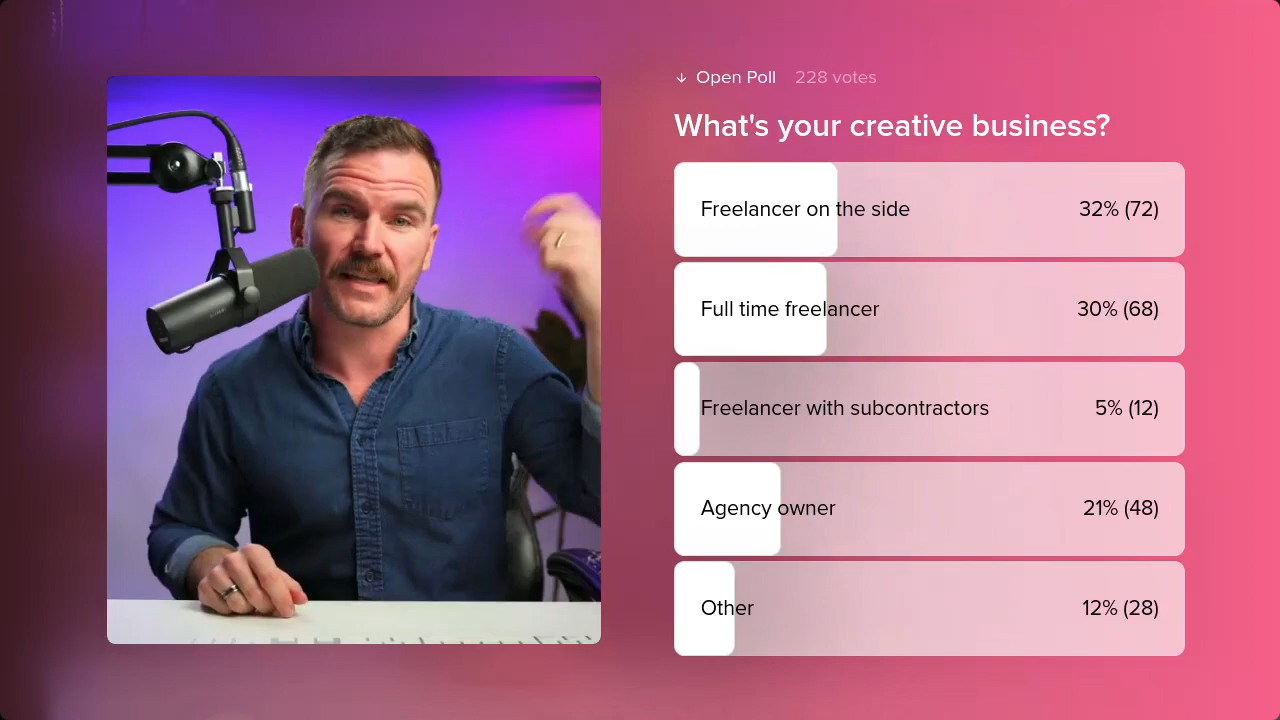 ↓ Open Poll 228 votes
What's your creative business?
Freelancer on the side 32% (72)
Full time freelancer 30% (68)
Freelancer with subcontractors 5% (12)
Agency owner 21% (48)
Other 12% (28)